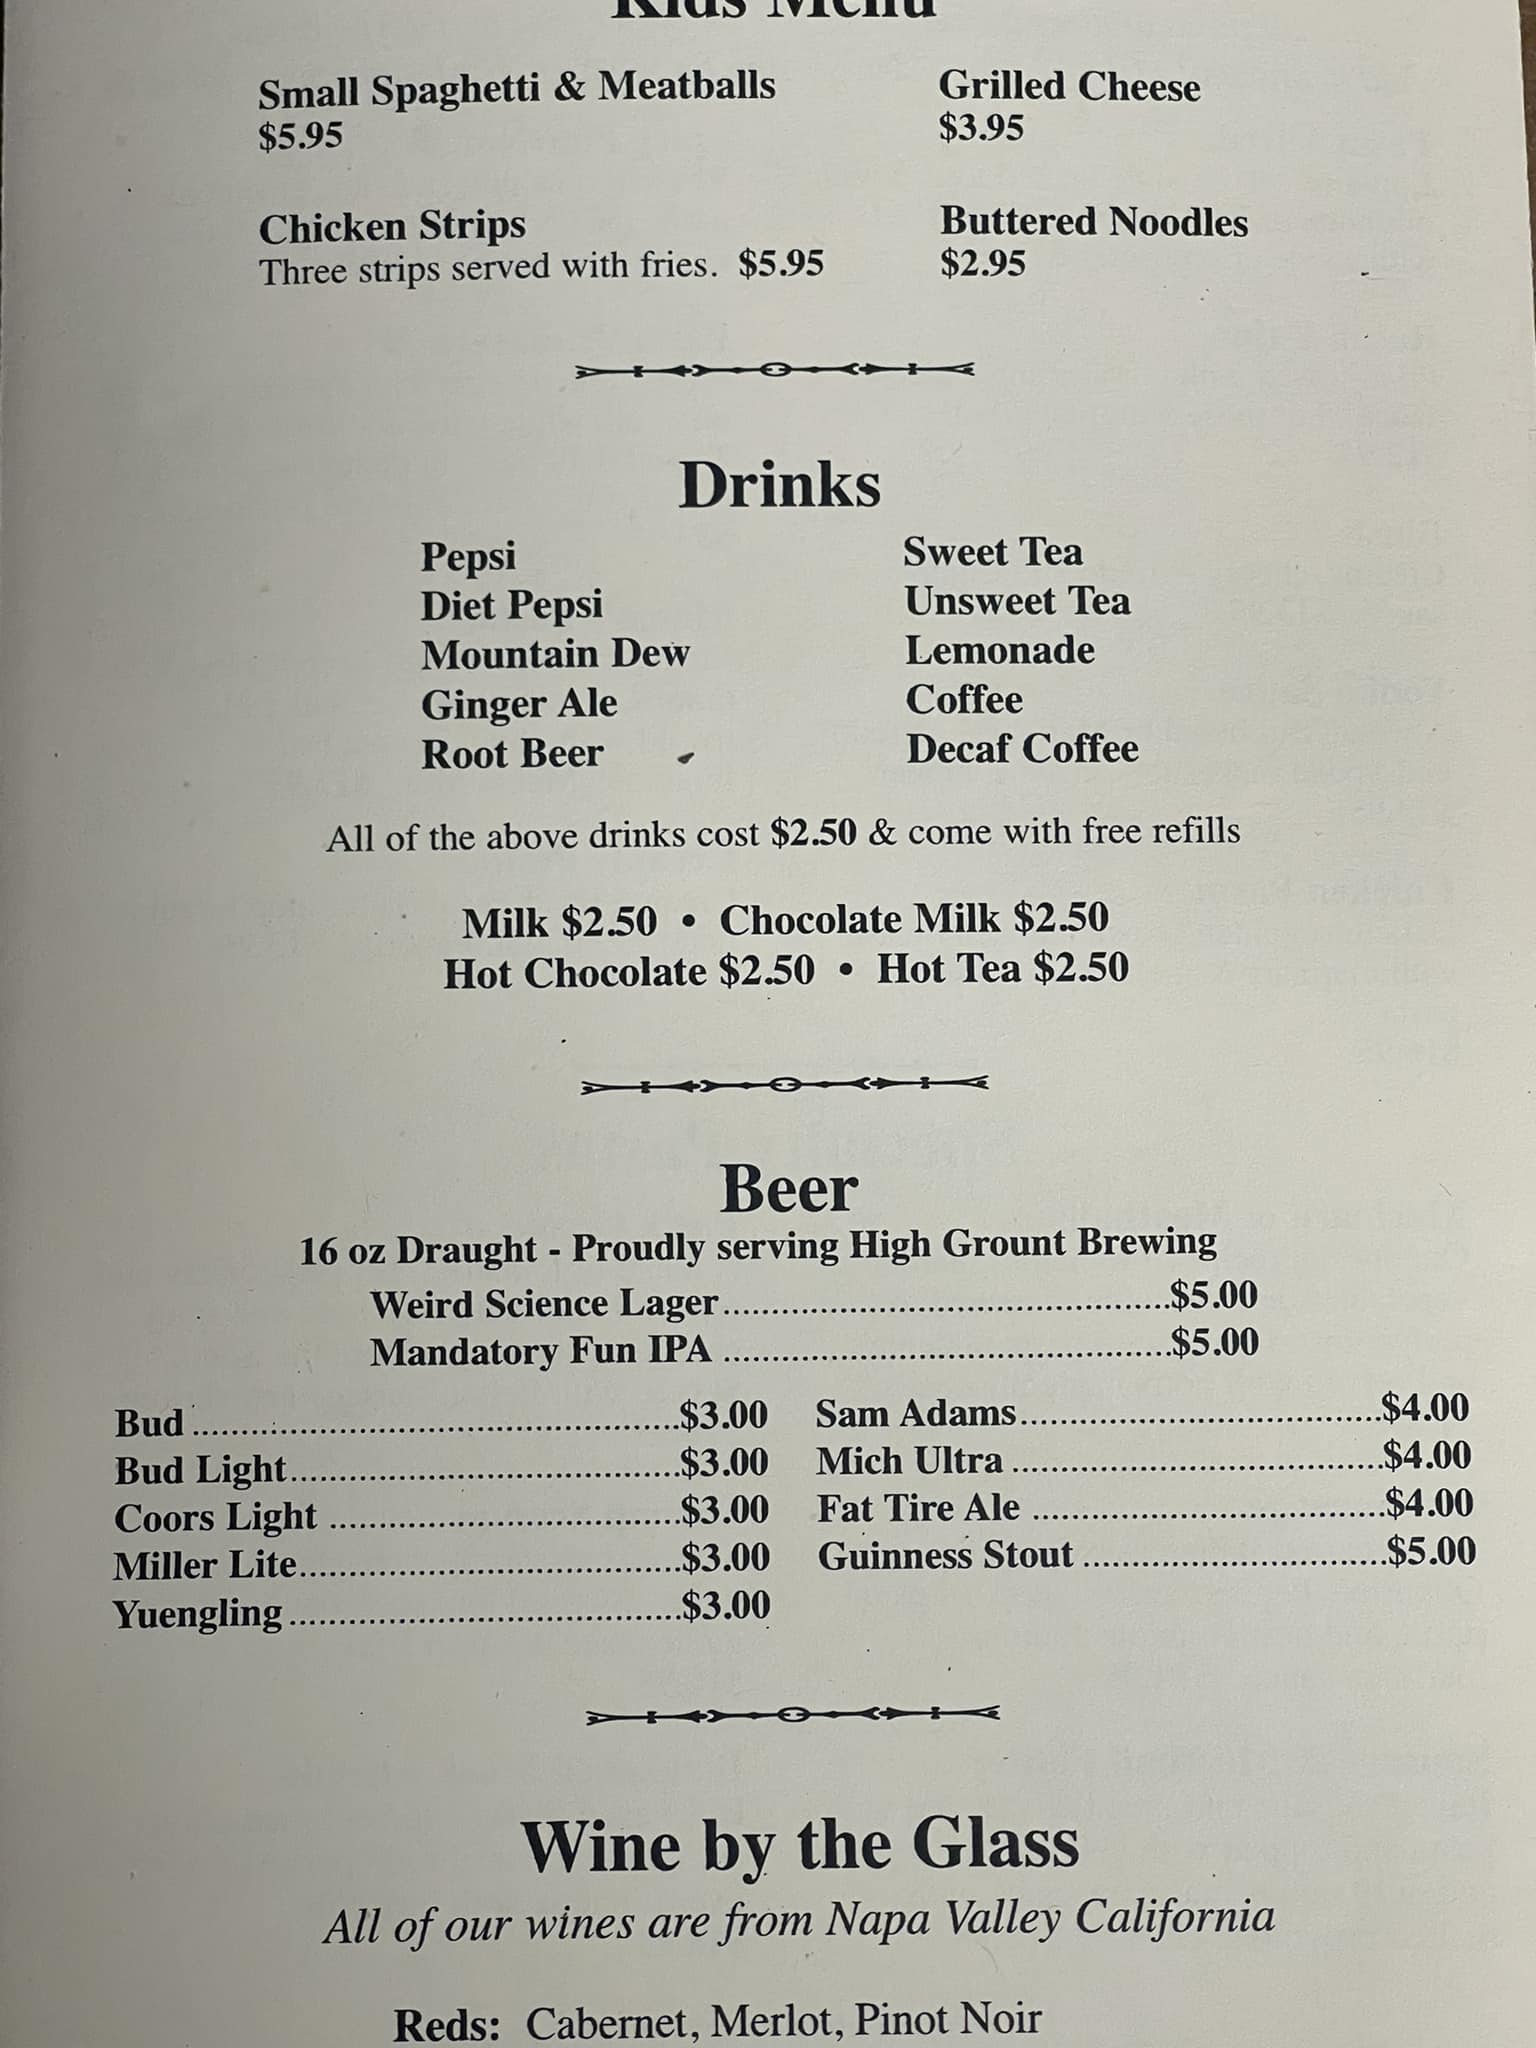 Kids Menu
Small Spaghetti & Meatballs
$5.95
Grilled Cheese
$3.95
Chicken Strips
Three strips served with fries. $5.95
Buttered Noodles
$2.95
Drinks
Pepsi
Diet Pepsi
Mountain Dew
Ginger Ale
Root Beer
Sweet Tea
Unsweet Tea
Lemonade
Coffee
Decaf Coffee
All of the above drinks cost $2.50 & come with free refills
Milk $2.50 • Chocolate Milk $2.50
Hot Chocolate $2.50 • Hot Tea $2.50
Beer
16 oz Draught - Proudly serving High Grount Brewing
Weird Science Lager $5.00
Mandatory Fun IPA $5.00
Bud $3.00
Bud Light $3.00
Coors Light $3.00
Miller Lite $3.00
Yuengling $3.00
Sam Adams $4.00
Mich Ultra $4.00
Fat Tire Ale $4.00
Guinness Stout $5.00
Wine by the Glass
All of our wines are from Napa Valley California
Reds: Cabernet, Merlot, Pinot Noir